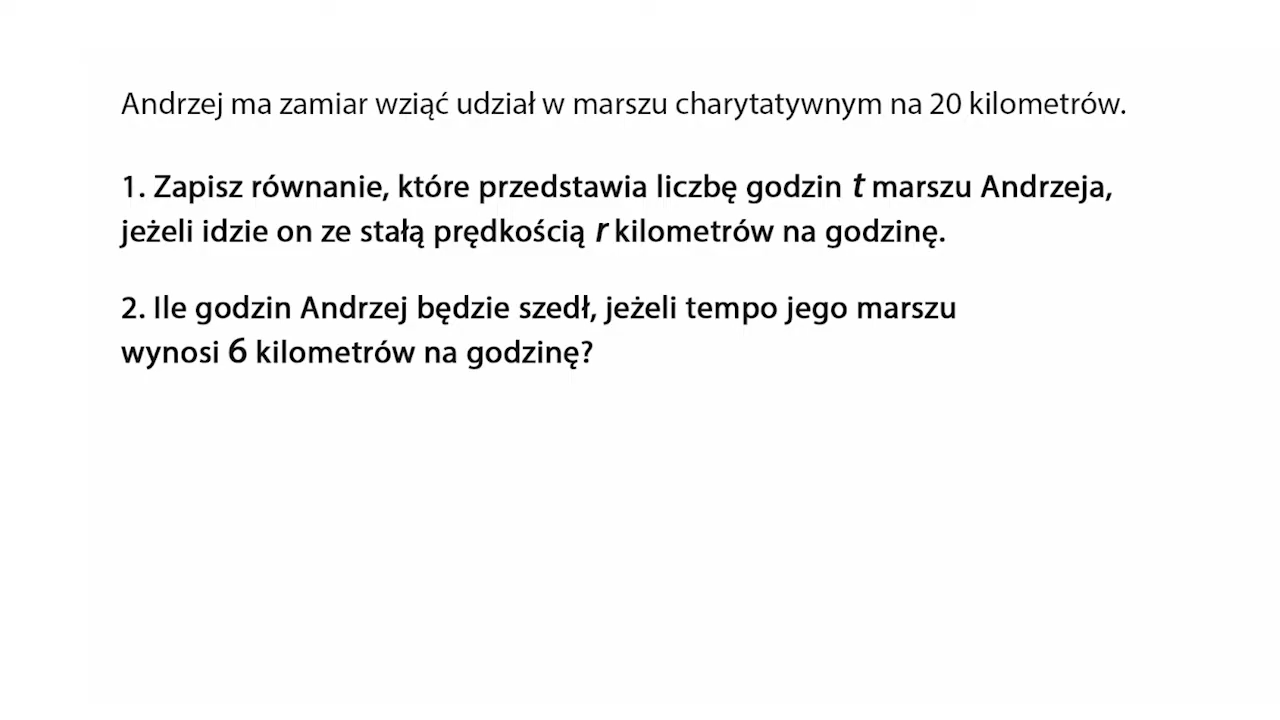 Andrzej ma zamiar wziąć udział w marszu charytatywnym na 20 kilometrów.
1. Zapisz równanie, które przedstawia liczbę godzin t marszu Andrzeja,
jeżeli idzie on ze stałą prędkością r kilometrów na godzinę.
2. Ile godzin Andrzej będzie szedł, jeżeli tempo jego marszu
wynosi 6 kilometrów na godzinę?